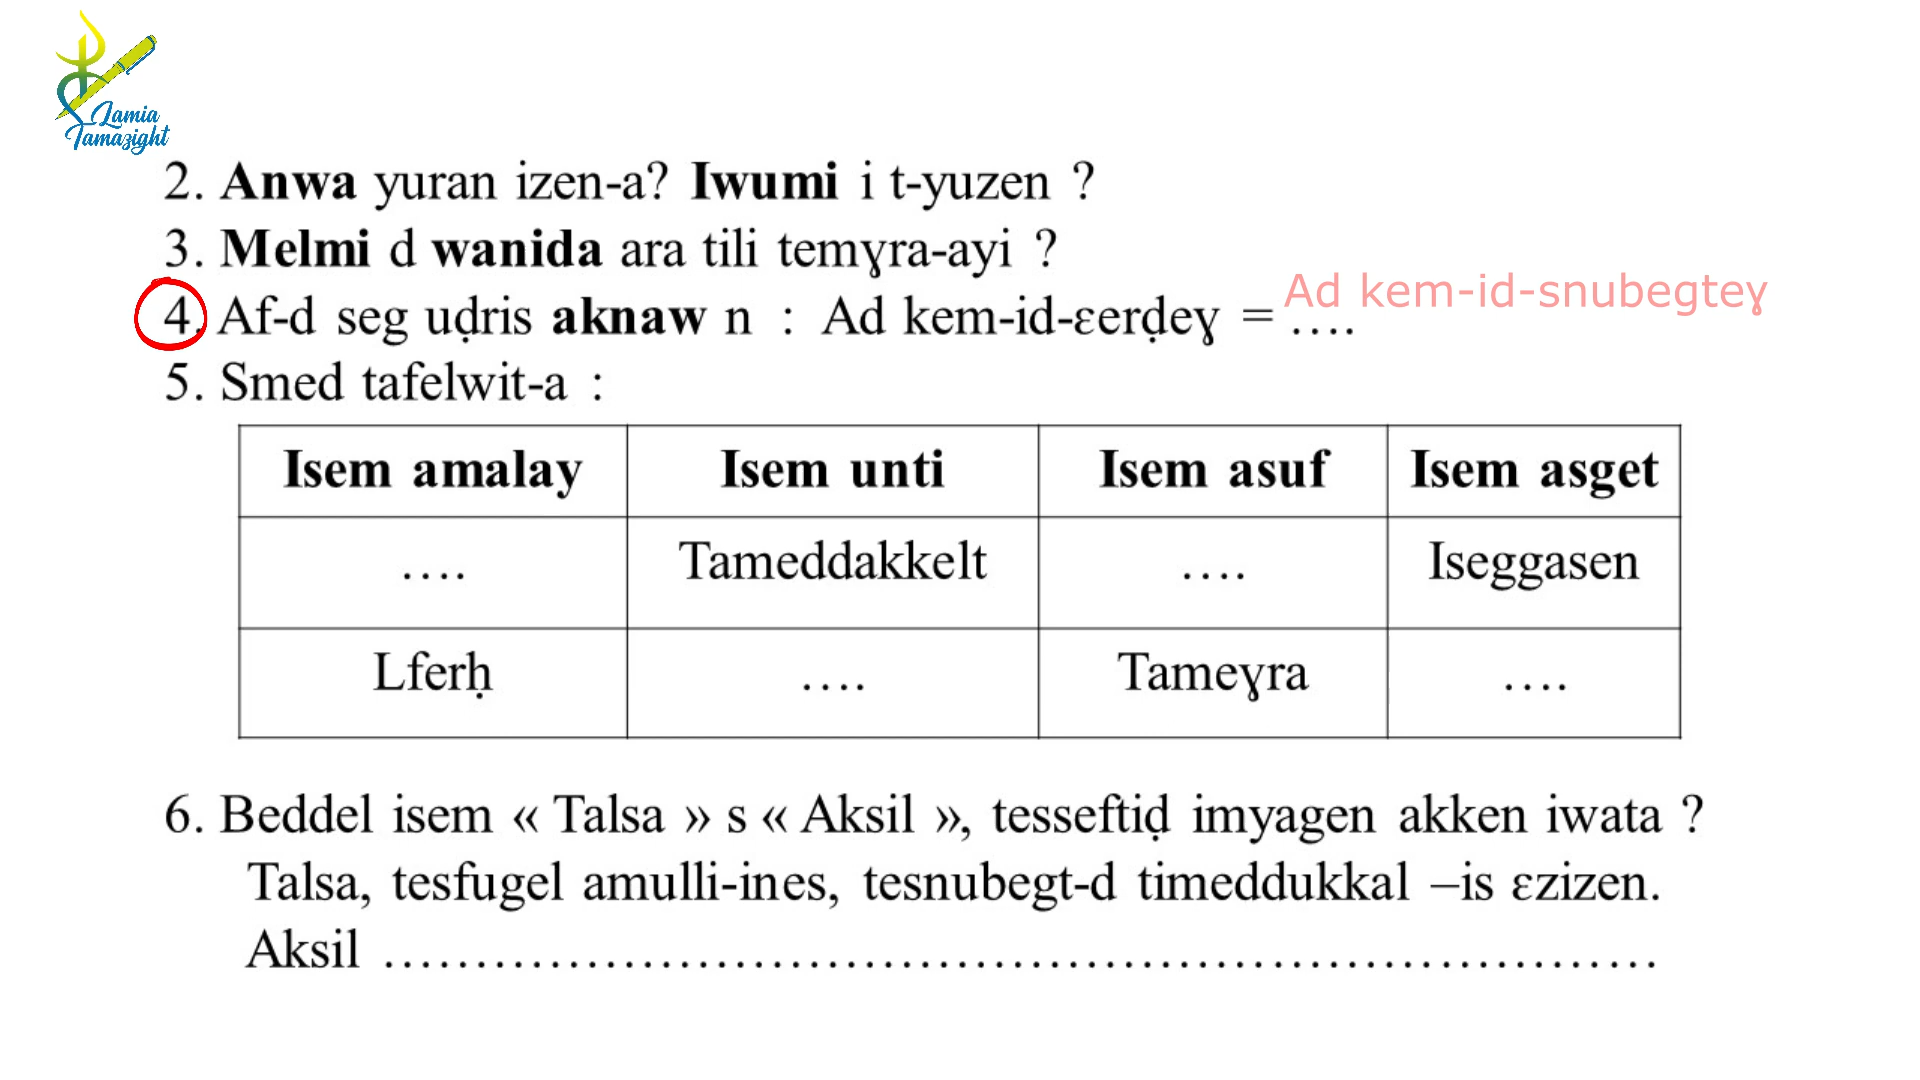 Lamia
Tamazight
2. Anwa yuran izen-a? Iwumi i t-yuzen ?
3. Melmi d wanida ara tili temɣra-ayi ?
4. Af-d seg uḍris aknaw n : Ad kem-id-ɛerḍeɣ = ....
Ad kem-id-snubegteɣ
5. Smed tafelwit-a :
Isem amalay Isem unti Isem asuf Isem asget
.... Tameddakkelt .... Iseggasen
Lferḥ .... Tameɣra ....
6. Beddel isem « Talsa » s « Aksil », tesseftiḍ imyagen akken iwata ?
Talsa, tesfugel amulli-ines, tesnubegt-d timeddukkal –is ɛzizen.
Aksil ......................................................................